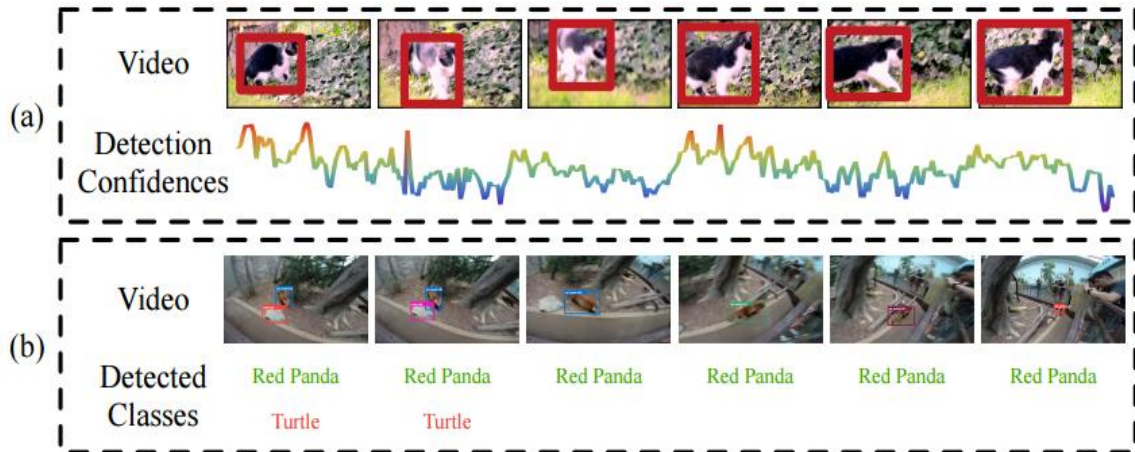 (a)
Video
Detection
Confidences
(b)
Video
Detected
Classes
Red Panda Red Panda Red Panda Red Panda Red Panda Red Panda
Turtle Turtle